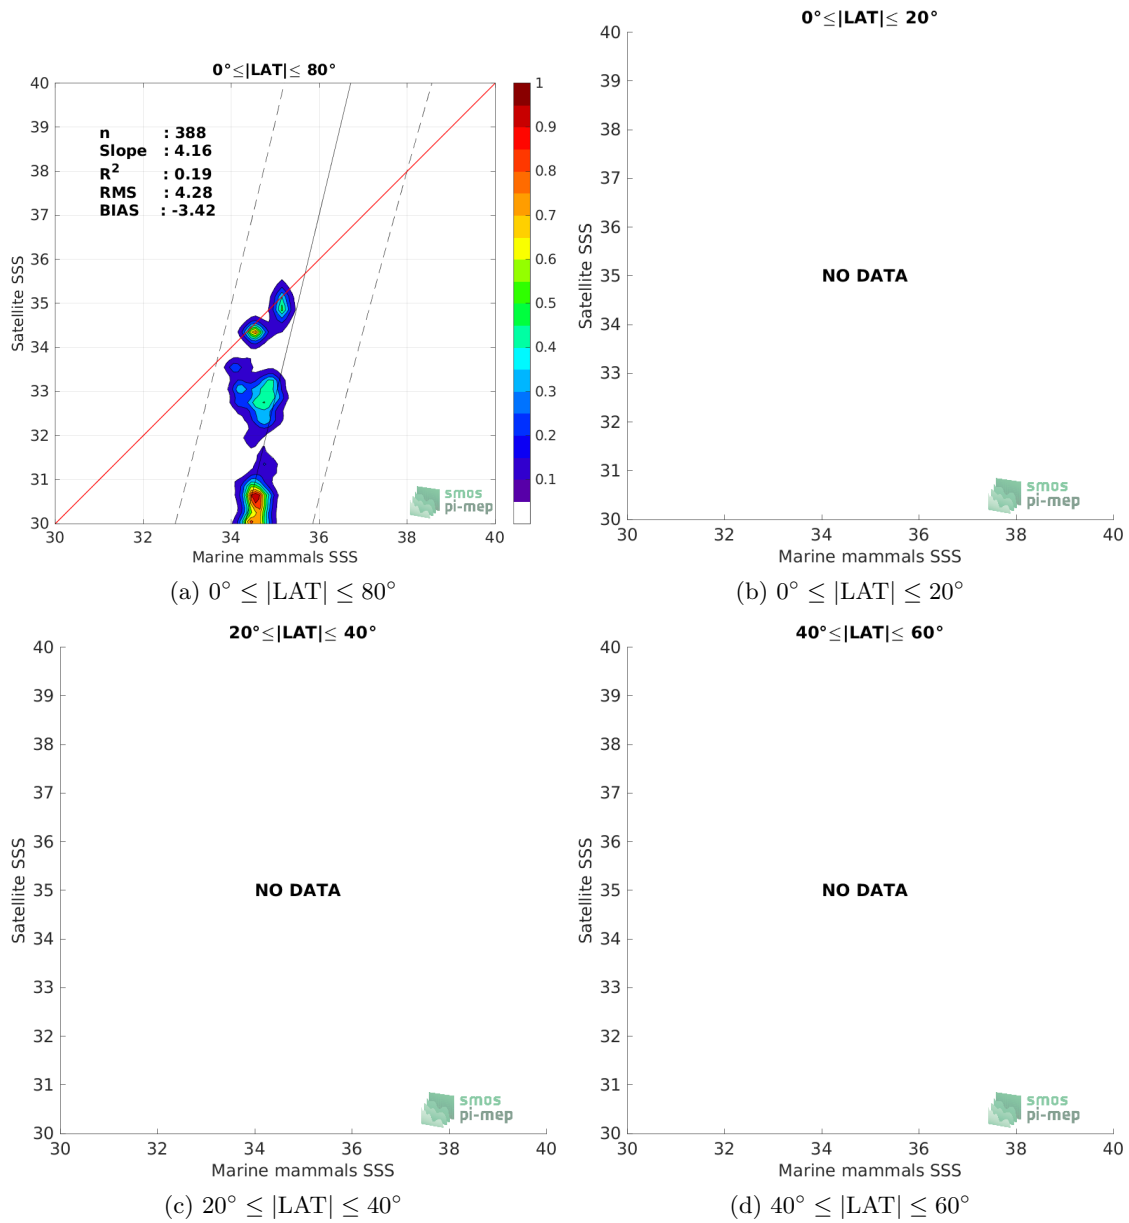 0°≤|LAT|≤ 80°
40
39
38
37
36
35
34
33
32
31
30
Satellite SSS
n : 388
Slope : 4.16
R² : 0.19
RMS : 4.28
BIAS : -3.42
smos
pi-mep
30 32 34 36 38 40
Marine mammals SSS
1
0.9
0.8
0.7
0.6
0.5
0.4
0.3
0.2
0.1
(a) 0° ≤ |LAT| ≤ 80°
0°≤|LAT|≤ 20°
40
39
38
37
36
35
34
33
32
31
30
Satellite SSS
NO DATA
smos
pi-mep
30 32 34 36 38 40
Marine mammals SSS
(b) 0° ≤ |LAT| ≤ 20°
20°≤|LAT|≤ 40°
40
39
38
37
36
35
34
33
32
31
30
Satellite SSS
NO DATA
smos
pi-mep
30 32 34 36 38 40
Marine mammals SSS
(c) 20° ≤ |LAT| ≤ 40°
40°≤|LAT|≤ 60°
40
39
38
37
36
35
34
33
32
31
30
Satellite SSS
NO DATA
smos
pi-mep
30 32 34 36 38 40
Marine mammals SSS
(d) 40° ≤ |LAT| ≤ 60°